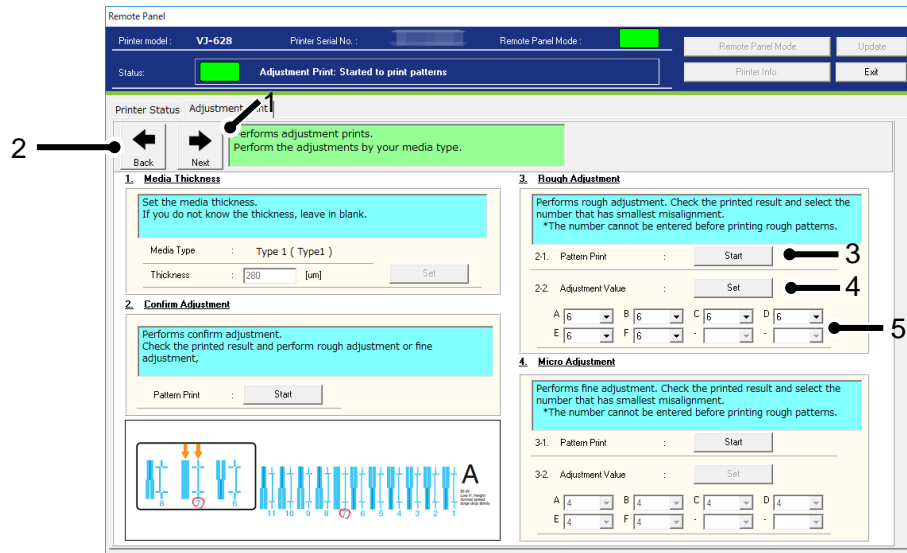 Remote Panel
Printer model : VJ-628 Printer Serial No. : Remote Panel Mode : Remote Panel Mode Update
Status: Adjustment Print: Started to print patterns Printer Info. Exit
Printer Status Adjustment
1
2
Back Next
Performs adjustment prints.
Perform the adjustments by your media type.
1. Media Thickness
Set the media thickness.
If you do not know the thickness, leave in blank.
Media Type : Type 1 ( Type1 )
Thickness : 280 [um] Set
2. Confirm Adjustment
Performs confirm adjustment.
Check the printed result and perform rough adjustment or fine
adjustment,
Pattern Print : Start
8 7 6
11 10 9 8 7 6 5 4 3 2 1
A
normal speed
large drop family
3. Rough Adjustment
Performs rough adjustment. Check the printed result and select the
number that has smallest misalignment.
*The number cannot be entered before printing rough patterns.
2-1. Pattern Print : Start 3
2-2. Adjustment Value : Set 4
A 6 B 6 C 6 D 6
E 6 F 6 - - 5
4. Micro Adjustment
Performs fine adjustment. Check the printed result and select the
number that has smallest misalignment.
*The number cannot be entered before printing rough patterns.
3-1. Pattern Print : Start
3-2. Adjustment Value : Set
A 4 B 4 C 4 D 4
E 4 F 4 - -